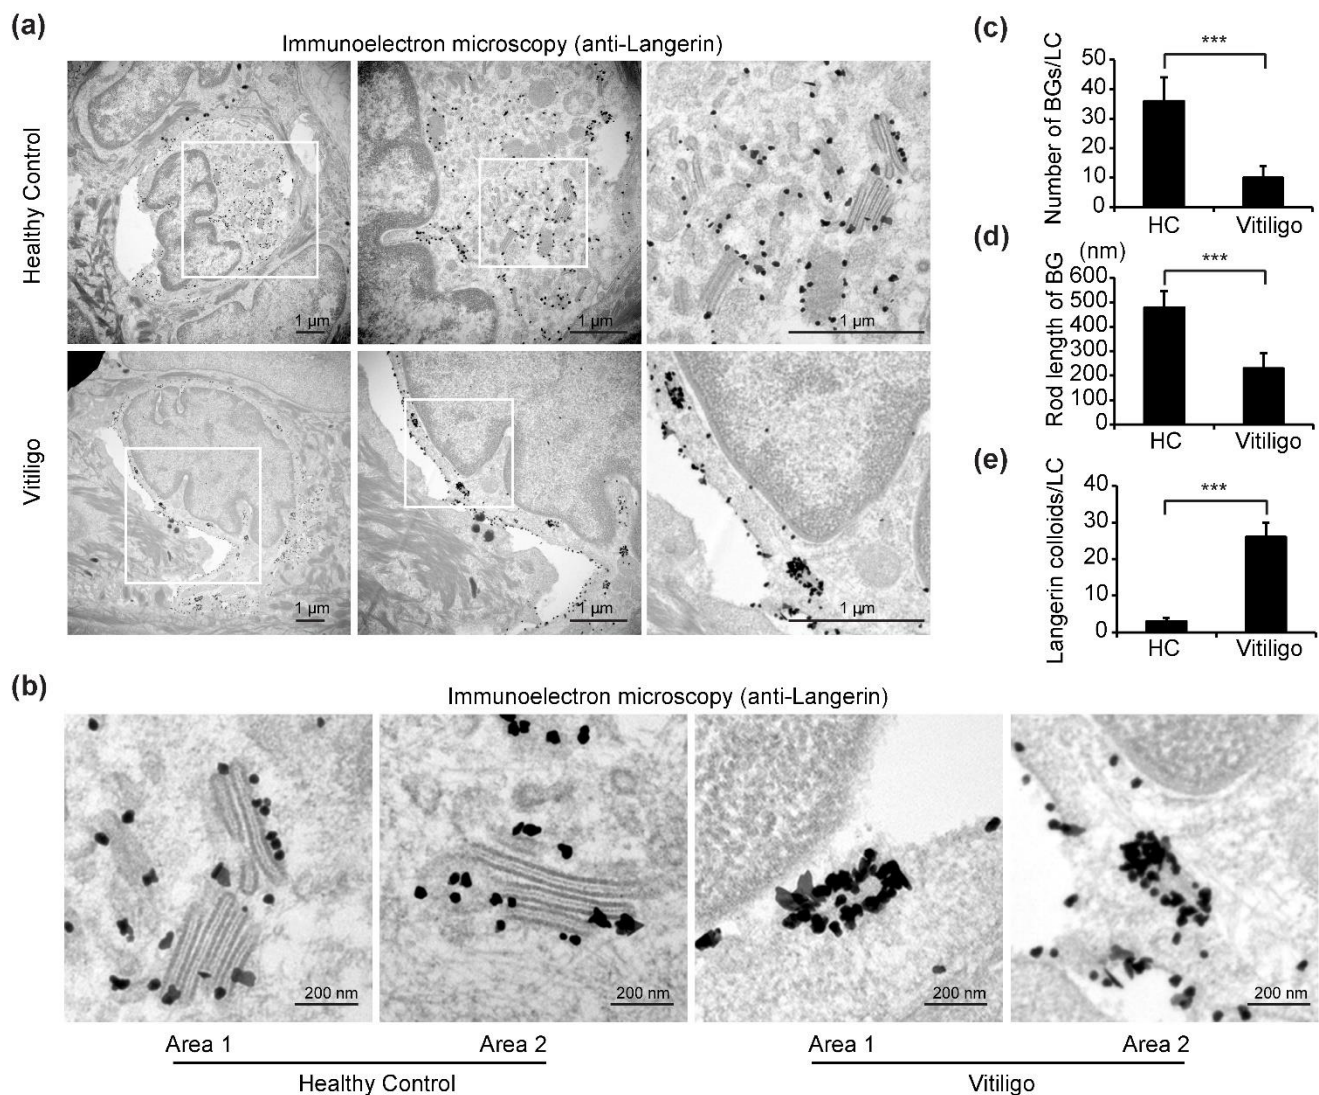 (a)
Immunoelectron microscopy (anti-Langerin)
Healthy Control
1 µm
1 µm
1 µm
Vitiligo
1 µm
1 µm
1 µm
(b)
Immunoelectron microscopy (anti-Langerin)
200 nm
200 nm
200 nm
200 nm
Area 1
Area 2
Area 1
Area 2
Healthy Control
Vitiligo
(c)
***
Number of BGs/LC
50
40
30
20
10
0
HC
Vitiligo
(d)
(nm)
***
Rod length of BG
600
500
400
300
200
100
0
HC
Vitiligo
(e)
***
Langerin colloids/LC
40
30
20
10
0
HC
Vitiligo